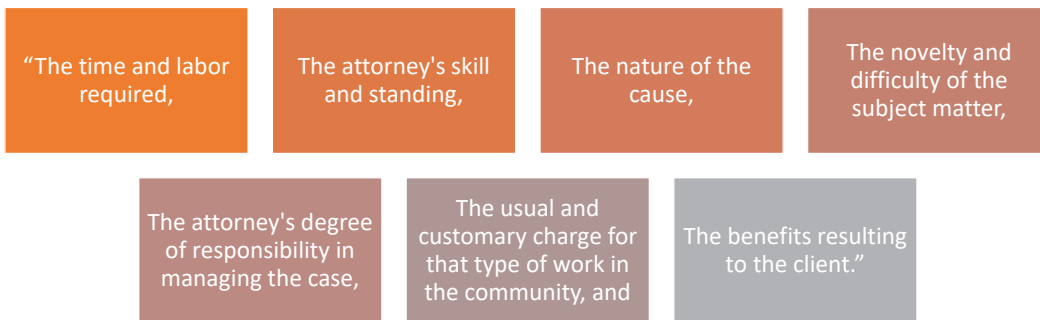 “The time and labor
required,
The attorney's skill
and standing,
The nature of the
cause,
The novelty and
difficulty of the
subject matter,
The attorney's degree
of responsibility in
managing the case,
The usual and
customary charge for
that type of work in
the community, and
The benefits resulting
to the client.”